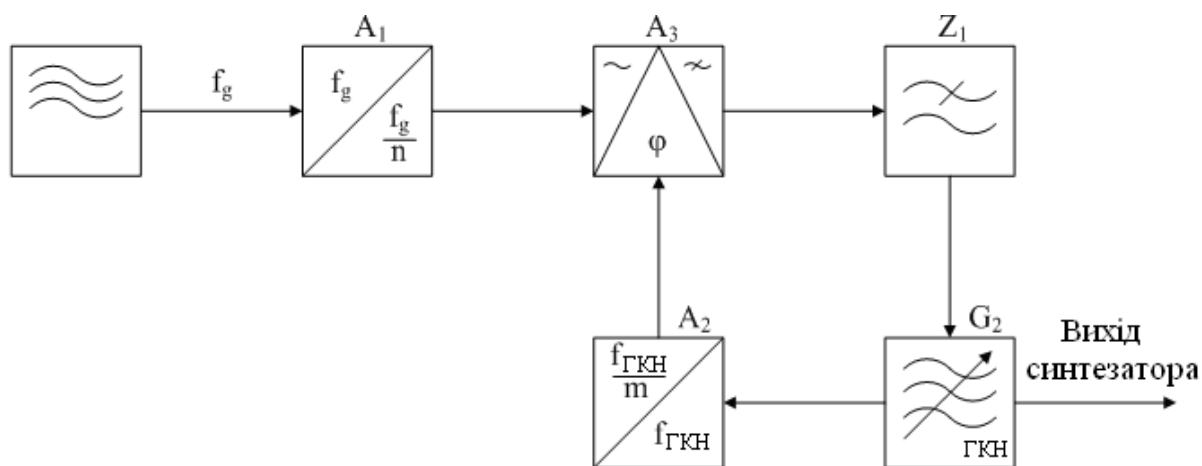 A₁
A₃
Z₁
f_g
f_g
f_g
n
φ
A₂
G₂
Вихід
синтезатора
f_ГКН
m
f_ГКН
ГКН